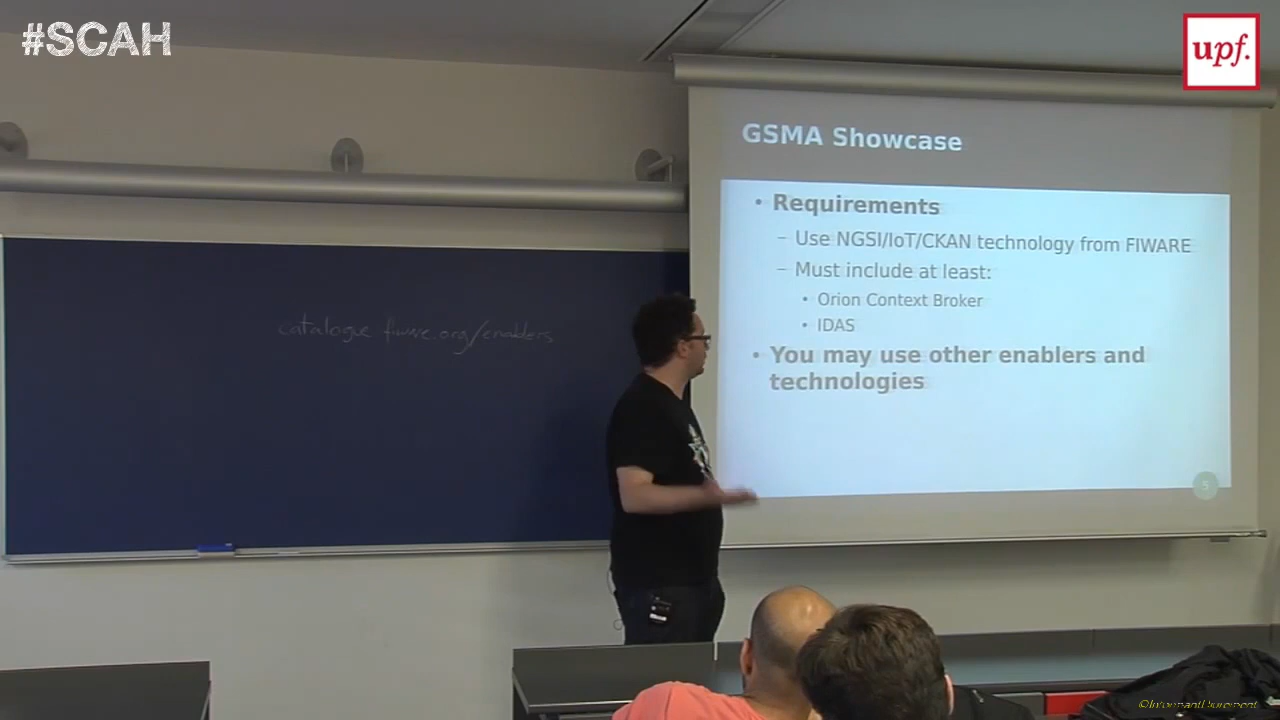 #SCAH
upf.
GSMA Showcase
• Requirements
– Use NGSI/IoT/CKAN technology from FIWARE
– Must include at least:
• Orion Context Broker
• IDAS
• You may use other enablers and
technologies
5
catalogue.fiware.org/enablers